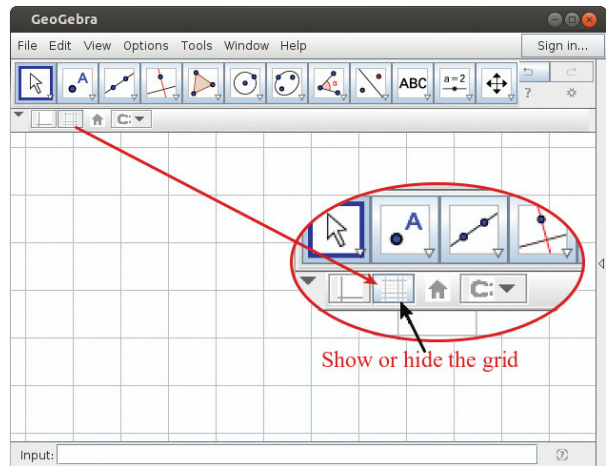 GeoGebra
File Edit View Options Tools Window Help Sign in...
A ABC a=2
?
A
Show or hide the grid
Input: ?